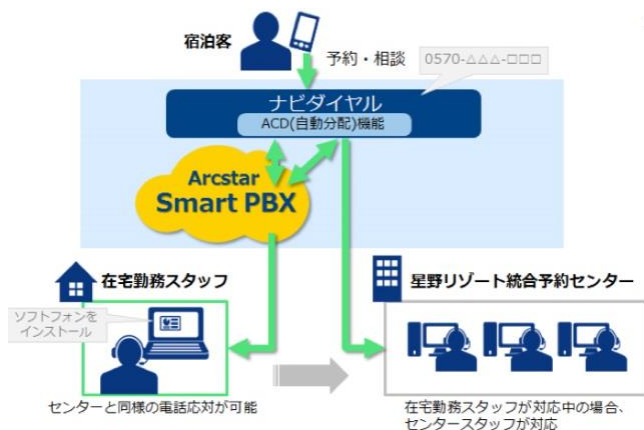 宿泊客
予約・相談
0570-△△△-□□□
ナビダイヤル
ACD(自動分配)機能
Arcstar
Smart PBX
在宅勤務スタッフ
星野リゾート統合予約センター
ソフトフォンを
インストール
センターと同様の電話応対が可能
在宅勤務スタッフが対応中の場合、
センタースタッフが対応